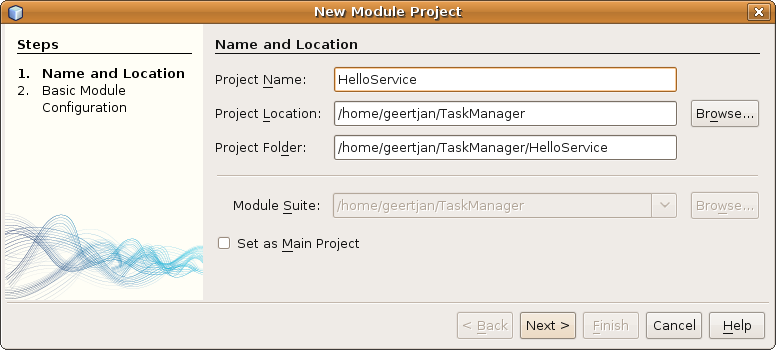 New Module Project
Steps
1. Name and Location
2. Basic Module
Configuration
Name and Location
Project Name: HelloService
Project Location: /home/geertjan/TaskManager Browse...
Project Folder: /home/geertjan/TaskManager/HelloService
Module Suite: /home/geertjan/TaskManager Browse...
Set as Main Project
< Back Next > Finish Cancel Help